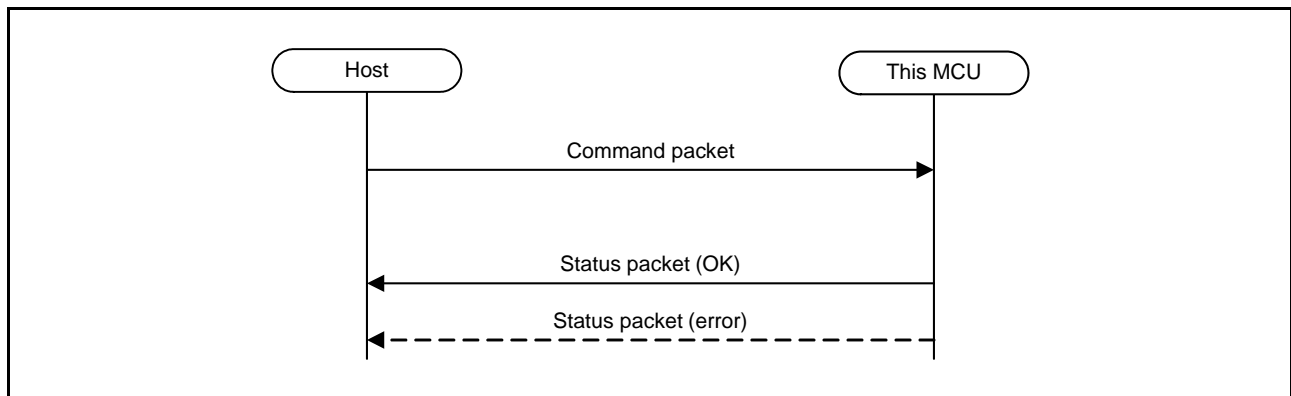 Host
This MCU
Command packet
Status packet (OK)
Status packet (error)